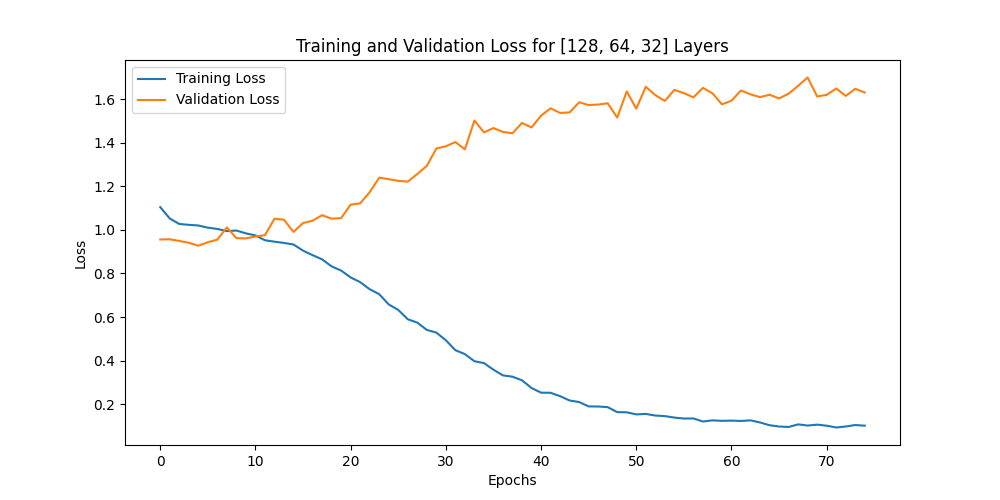 Training and Validation Loss for [128, 64, 32] Layers
Training Loss
Validation Loss
1.6
1.4
1.2
1.0
0.8
0.6
0.4
0.2
Loss
0 10 20 30 40 50 60 70
Epochs